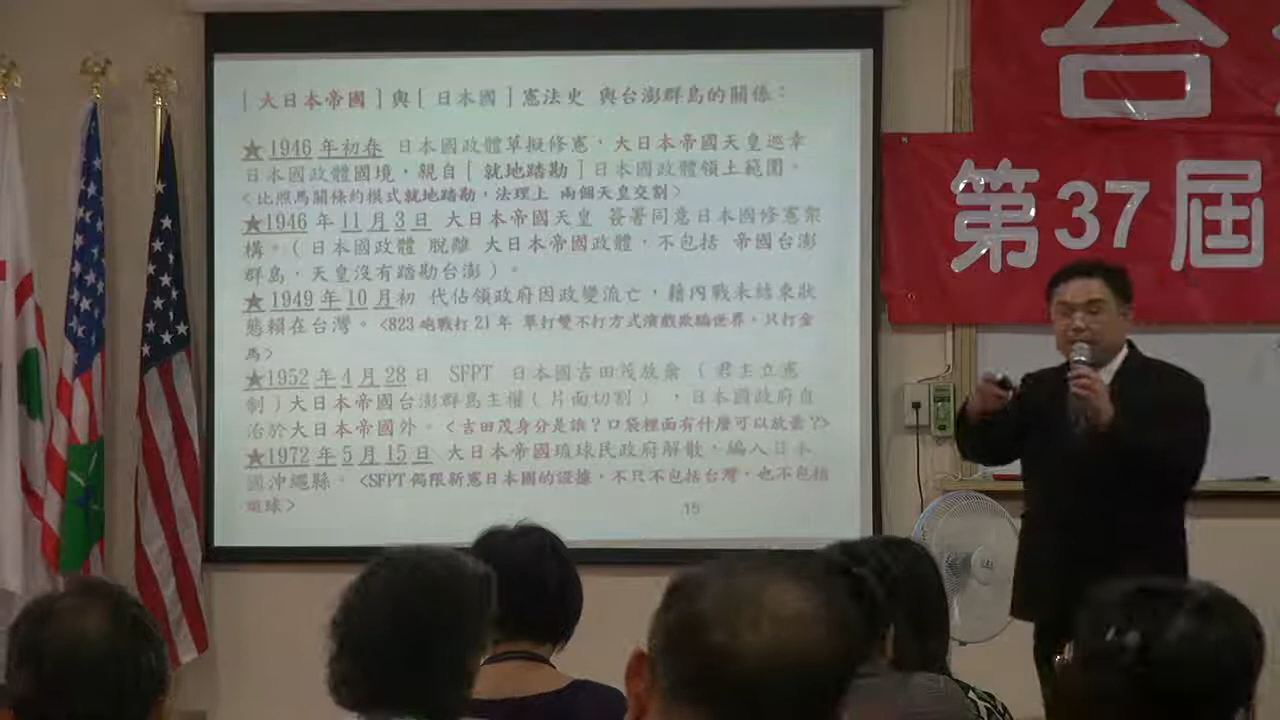 [ 大日本帝國 ] 與 [ 日本國 ] 憲法史 與台澎群島的關係：
★1946 年初春 日本國政體草擬修憲，大日本帝國天皇巡幸
日本國政體國境，親自 [ 就地踏勘 ] 日本國政體領土範圍。
<比照馬關條約模式就地踏勘，法理上 兩個天皇交割>
★1946 年 11 月 3 日 大日本帝國天皇 簽署同意日本國修憲架
構。（ 日本國政體 脫離 大日本帝國政體，不包括 帝國台澎
群島，天皇沒有踏勘台澎 ）。
★1949 年 10 月初 代佔領政府因政變流亡，藉內戰未結束狀
態賴在台灣。<823 砲戰打 21 年 單打雙不打方式演戲欺騙世界，只打金
馬>
★1952 年 4 月 28 日 SFPT 日本國吉田茂放棄 （ 君主立憲
制 ）大日本帝國台澎群島主權（ 片面切割 ） ，日本國政府自
治於大日本帝國外。<吉田茂身分是誰？口袋裡面有什麼可以放棄？>
★1972 年 5 月 15 日 大日本帝國琉球民政府解散，編入日本
國沖繩縣。<SFPT 侷限新憲日本國的證據，不只不包括台灣，也不包括
琉球>
15
台
第37屆